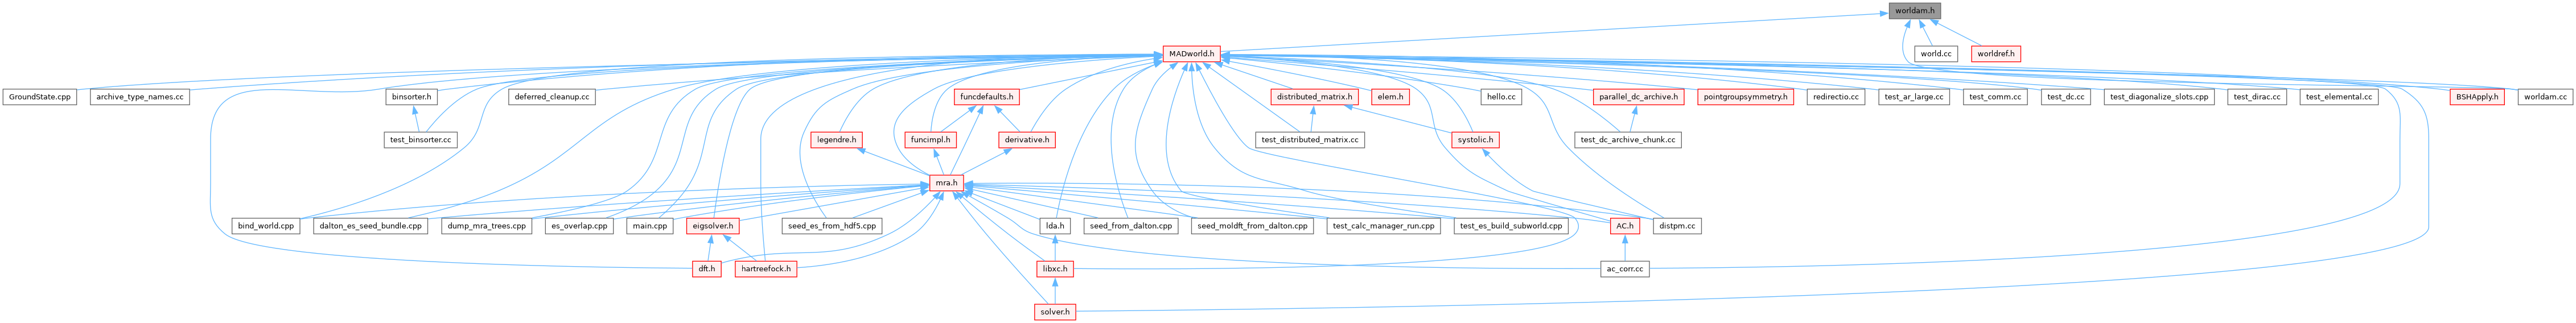 worldam.h
MADworld.h
world.cc
worldref.h
GroundState.cpp
archive_type_names.cc
binsorter.h
deferred_cleanup.cc
funcdefaults.h
distributed_matrix.h
elem.h
hello.cc
parallel_dc_archive.h
pointgroupsymmetry.h
redirectio.cc
test_ar_large.cc
test_comm.cc
test_dc.cc
test_diagonalize_slots.cpp
test_dirac.cc
test_elemental.cc
BSHApply.h
worldam.cc
test_binsorter.cc
legendre.h
funcimpl.h
derivative.h
test_distributed_matrix.cc
systolic.h
test_dc_archive_chunk.cc
mra.h
bind_world.cpp
dalton_es_seed_bundle.cpp
dump_mra_trees.cpp
es_overlap.cpp
main.cpp
eigsolver.h
seed_es_from_hdf5.cpp
lda.h
seed_from_dalton.cpp
seed_moldft_from_dalton.cpp
test_calc_manager_run.cpp
test_es_build_subworld.cpp
AC.h
distpm.cc
dft.h
hartreefock.h
libxc.h
ac_corr.cc
solver.h